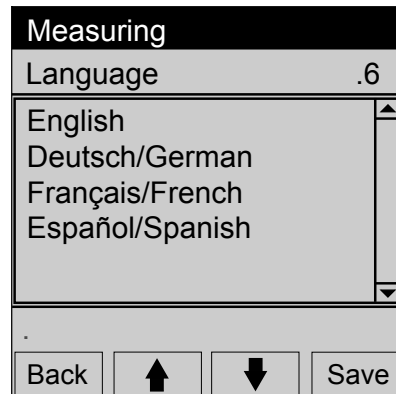 Measuring
Language .6
English
Deutsch/German
Français/French
Español/Spanish
.
Back Save